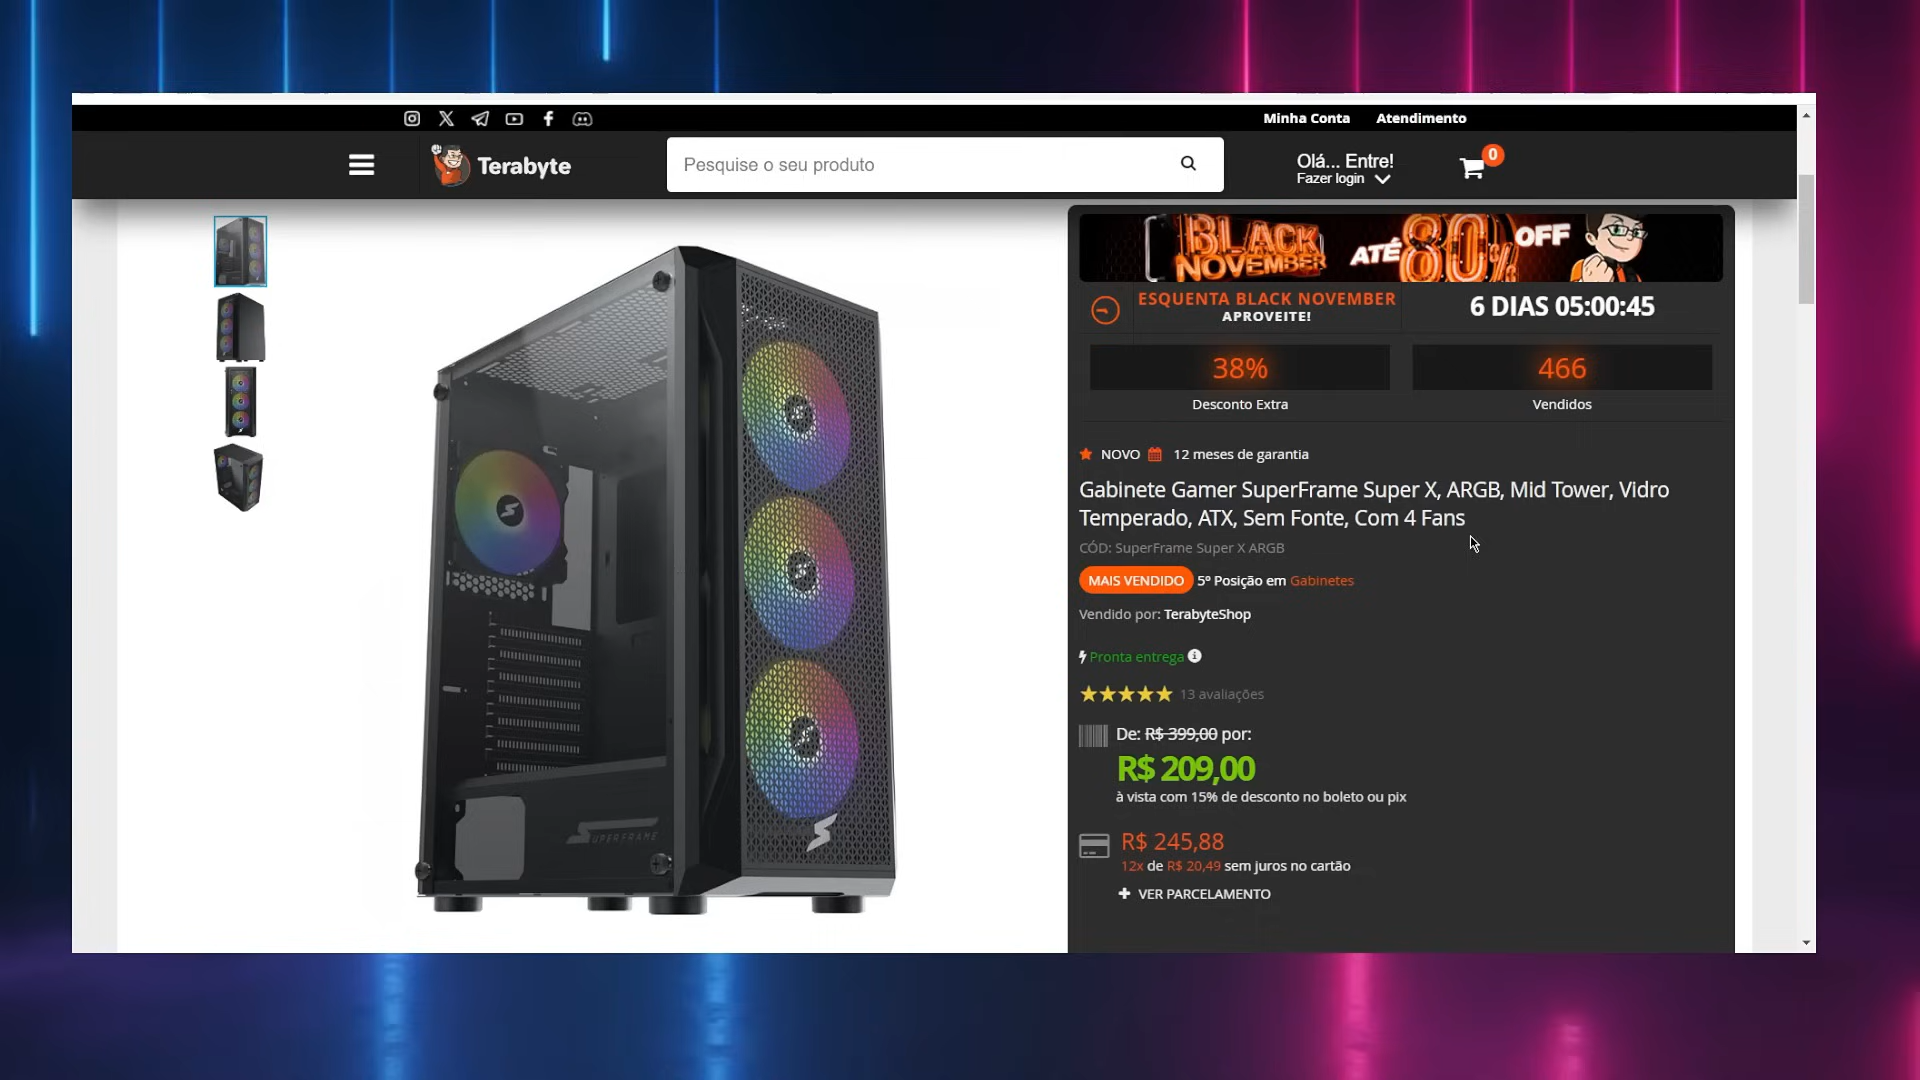 Minha Conta Atendimento
Terabyte
Pesquise o seu produto
Olá... Entre!
Fazer login
0
BLACK NOVEMBER ATÉ 80% OFF
ESQUENTA BLACK NOVEMBER
APROVEITE!
6 DIAS 05:00:45
38%
Desconto Extra
466
Vendidos
NOVO 12 meses de garantia
Gabinete Gamer SuperFrame Super X, ARGB, Mid Tower, Vidro
Temperado, ATX, Sem Fonte, Com 4 Fans
CÓD: SuperFrame Super X ARGB
MAIS VENDIDO 5º Posição em Gabinetes
Vendido por: TerabyteShop
Pronta entrega
13 avaliações
De: R$ 399,00 por:
R$ 209,00
à vista com 15% de desconto no boleto ou pix
R$ 245,88
12x de R$ 20,49 sem juros no cartão
+ VER PARCELAMENTO
SUPERFRAME